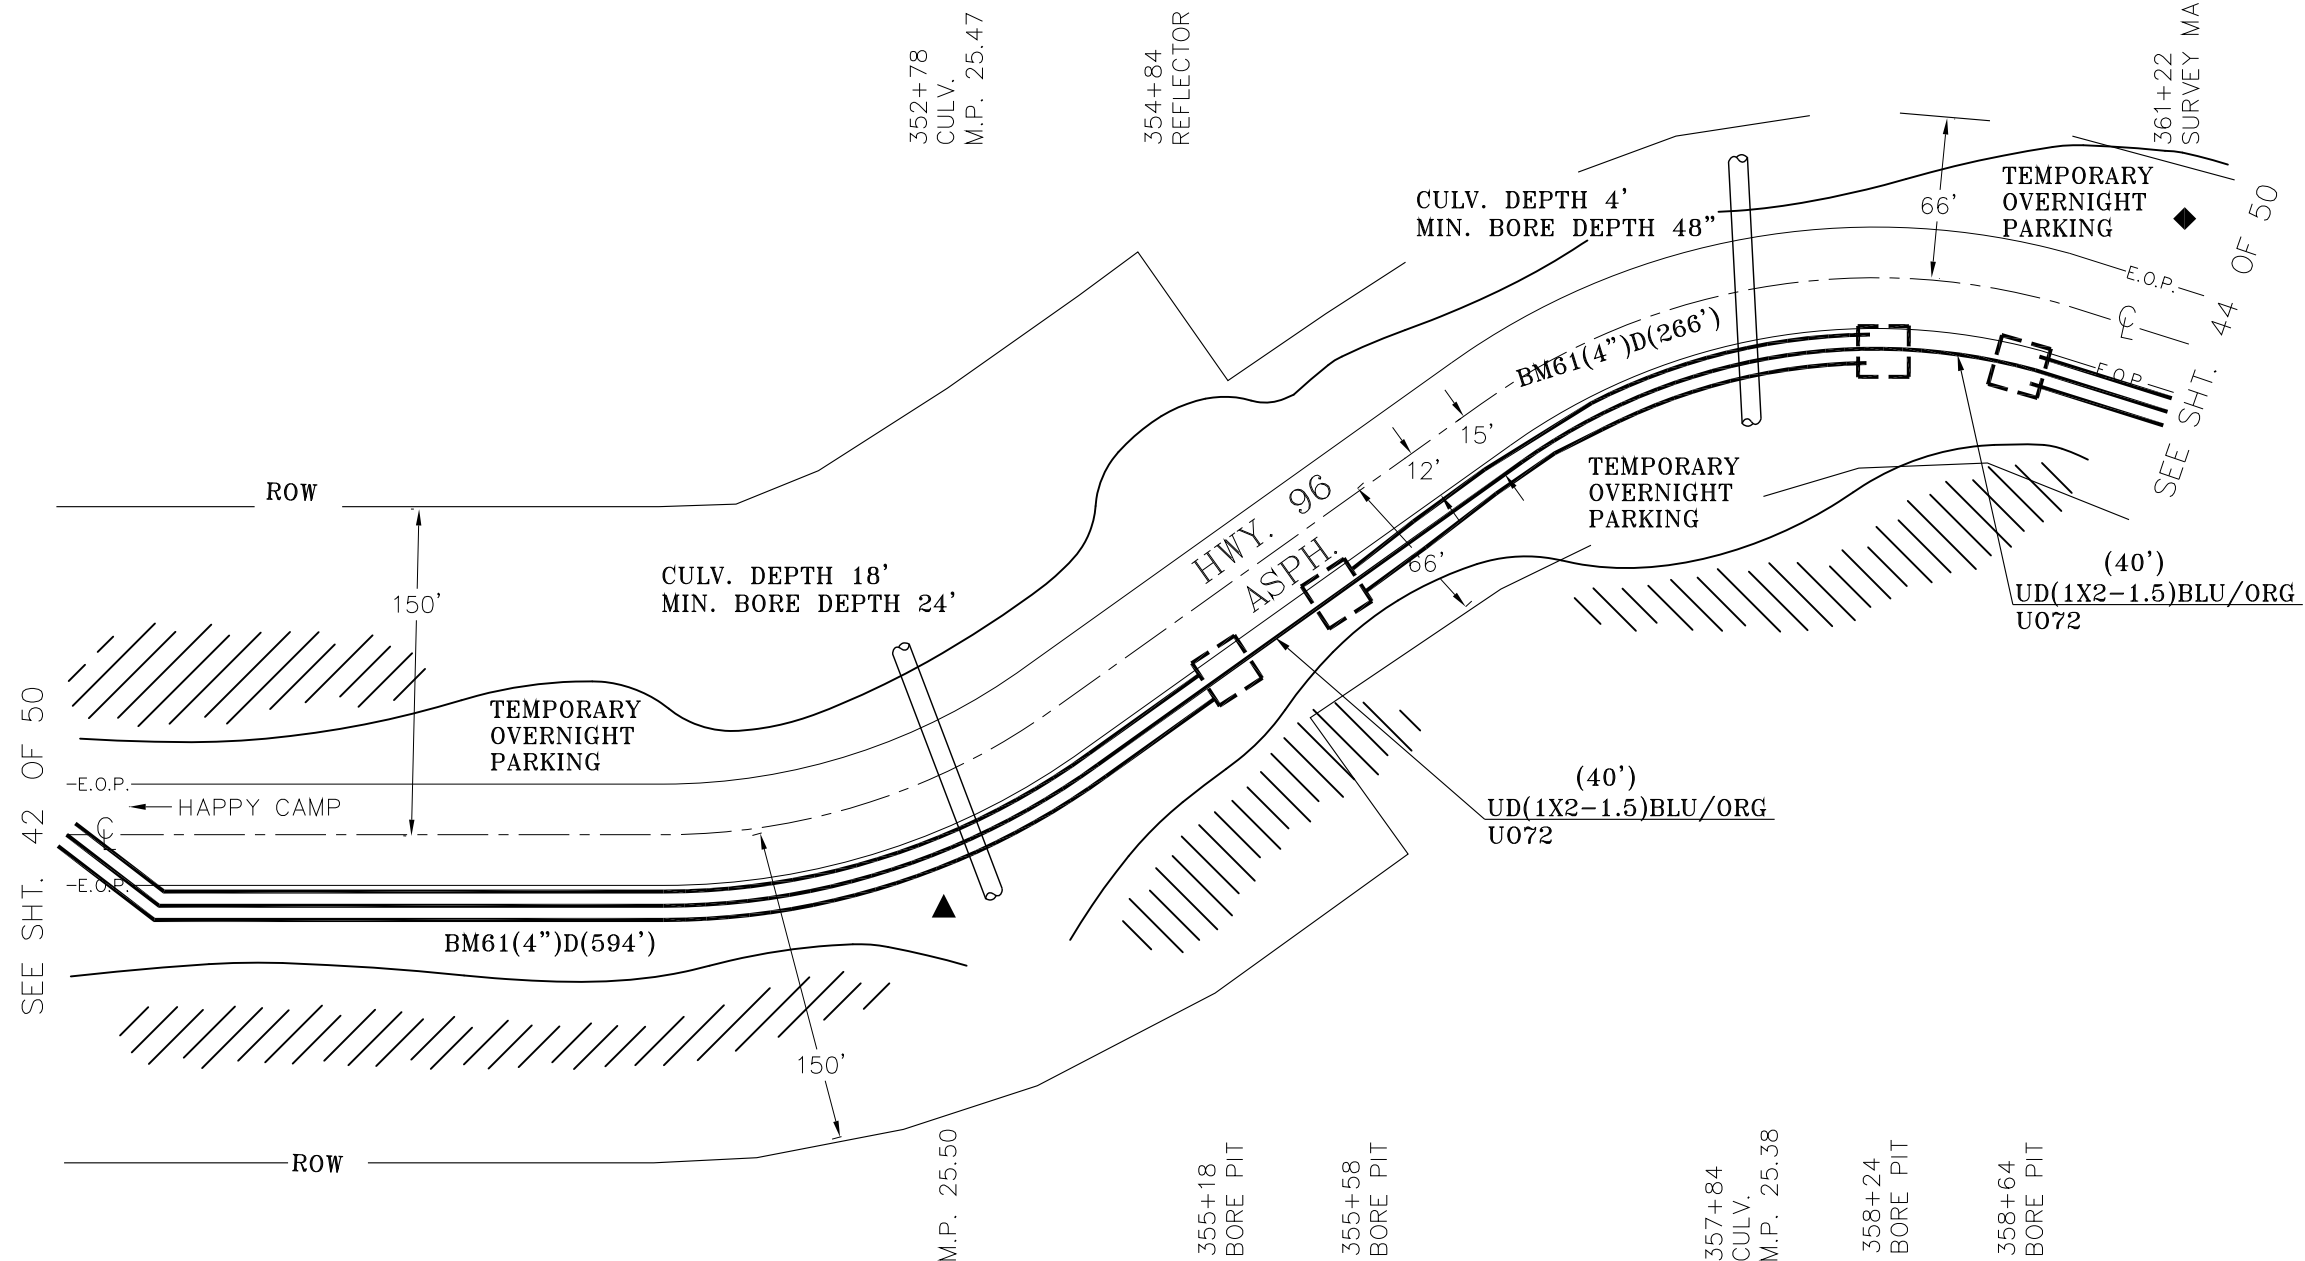 352+78
CULV.
M.P. 25.47
354+84
REFLECTOR
361+22
SURVEY MA
CULV. DEPTH 4'
MIN. BORE DEPTH 48"
66'
TEMPORARY
OVERNIGHT
PARKING
E.O.P.
CL
E.O.P.
SEE SHT. 44 OF 50
BM61(4")D(266')
15'
12'
HWY. 96
ASPH.
66'
TEMPORARY
OVERNIGHT
PARKING
(40')
UD(1X2-1.5)BLU/ORG
UO72
ROW
150'
CULV. DEPTH 18'
MIN. BORE DEPTH 24'
TEMPORARY
OVERNIGHT
PARKING
SEE SHT. 42 OF 50
E.O.P.
HAPPY CAMP
CL
E.O.P.
BM61(4")D(594')
(40')
UD(1X2-1.5)BLU/ORG
UO72
150'
ROW
M.P. 25.50
355+18
BORE PIT
355+58
BORE PIT
357+84
CULV.
M.P. 25.38
358+24
BORE PIT
358+64
BORE PIT